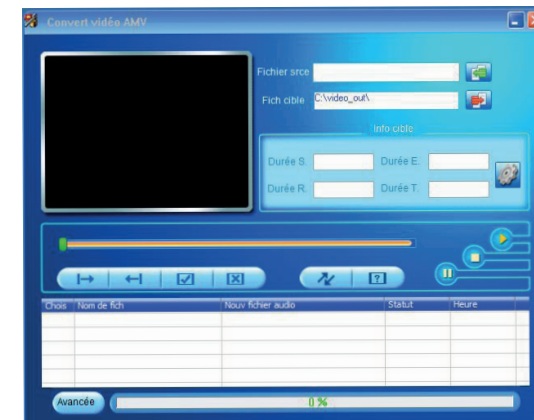 Convert vidéo AMV
Fichier srce
Fich cible C:\video_out\
Info cible
Durée S. Durée E.
Durée R. Durée T.
?
Chois Nom de fich Nouv fichier audio Statut Heure
Avancée 0 %